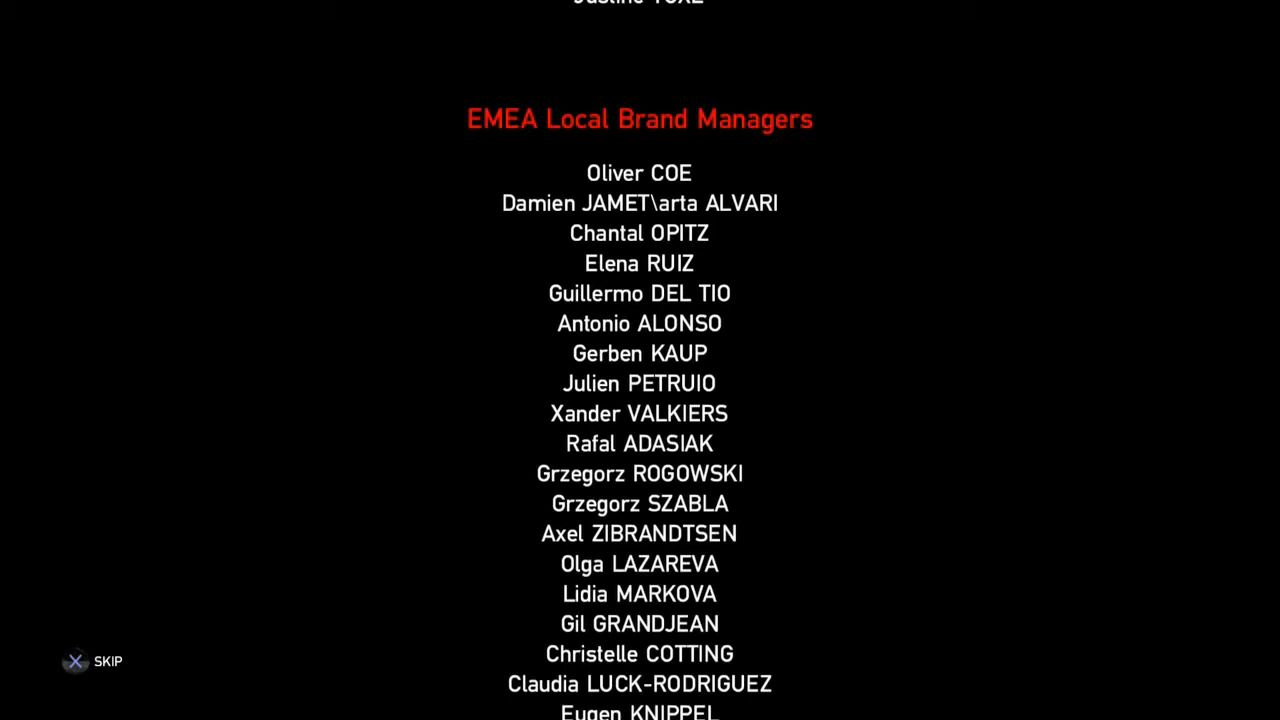 EMEA Local Brand Managers
Oliver COE
Damien JAMET\arta ALVARI
Chantal OPITZ
Elena RUIZ
Guillermo DEL TIO
Antonio ALONSO
Gerben KAUP
Julien PETRUIO
Xander VALKIERS
Rafal ADASIAK
Grzegorz ROGOWSKI
Grzegorz SZABLA
Axel ZIBRANDTSEN
Olga LAZAREVA
Lidia MARKOVA
Gil GRANDJEAN
Christelle COTTING
Claudia LUCK-RODRIGUEZ
Eugen KNIPPEL
SKIP